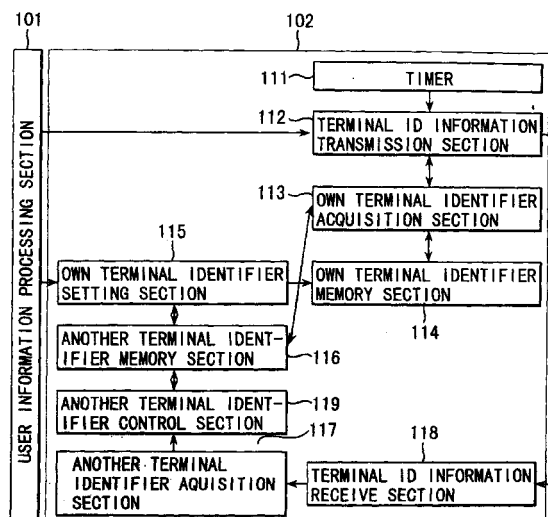 101
102
111
TIMER
112
TERMINAL ID INFORMATION
TRANSMISSION SECTION
113
OWN TERMINAL IDENTIFIER
ACQUISITION SECTION
115
OWN TERMINAL IDENTIFIER
SETTING SECTION
OWN TERMINAL IDENTIFIER
MEMORY SECTION
114
ANOTHER TERMINAL IDENT-
IFIER MEMORY SECTION
116
ANOTHER TERMINAL IDENT-
IFIER CONTROL SECTION
119
117
ANOTHER TERMINAL
IDENTIFIER AQUISITION
SECTION
118
TERMINAL ID INFORMATION
RECEIVE SECTION
USER INFORMATION PROCESSING SECTION